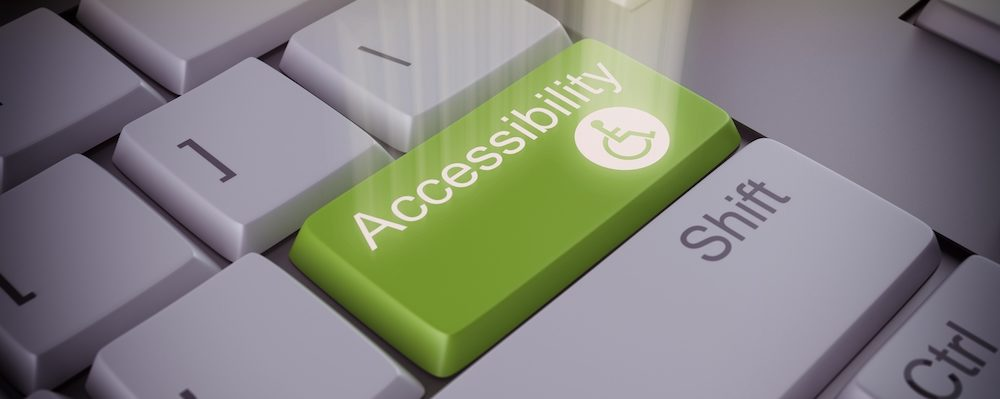 \
]
Accessibility
[
Shift
Ctrl